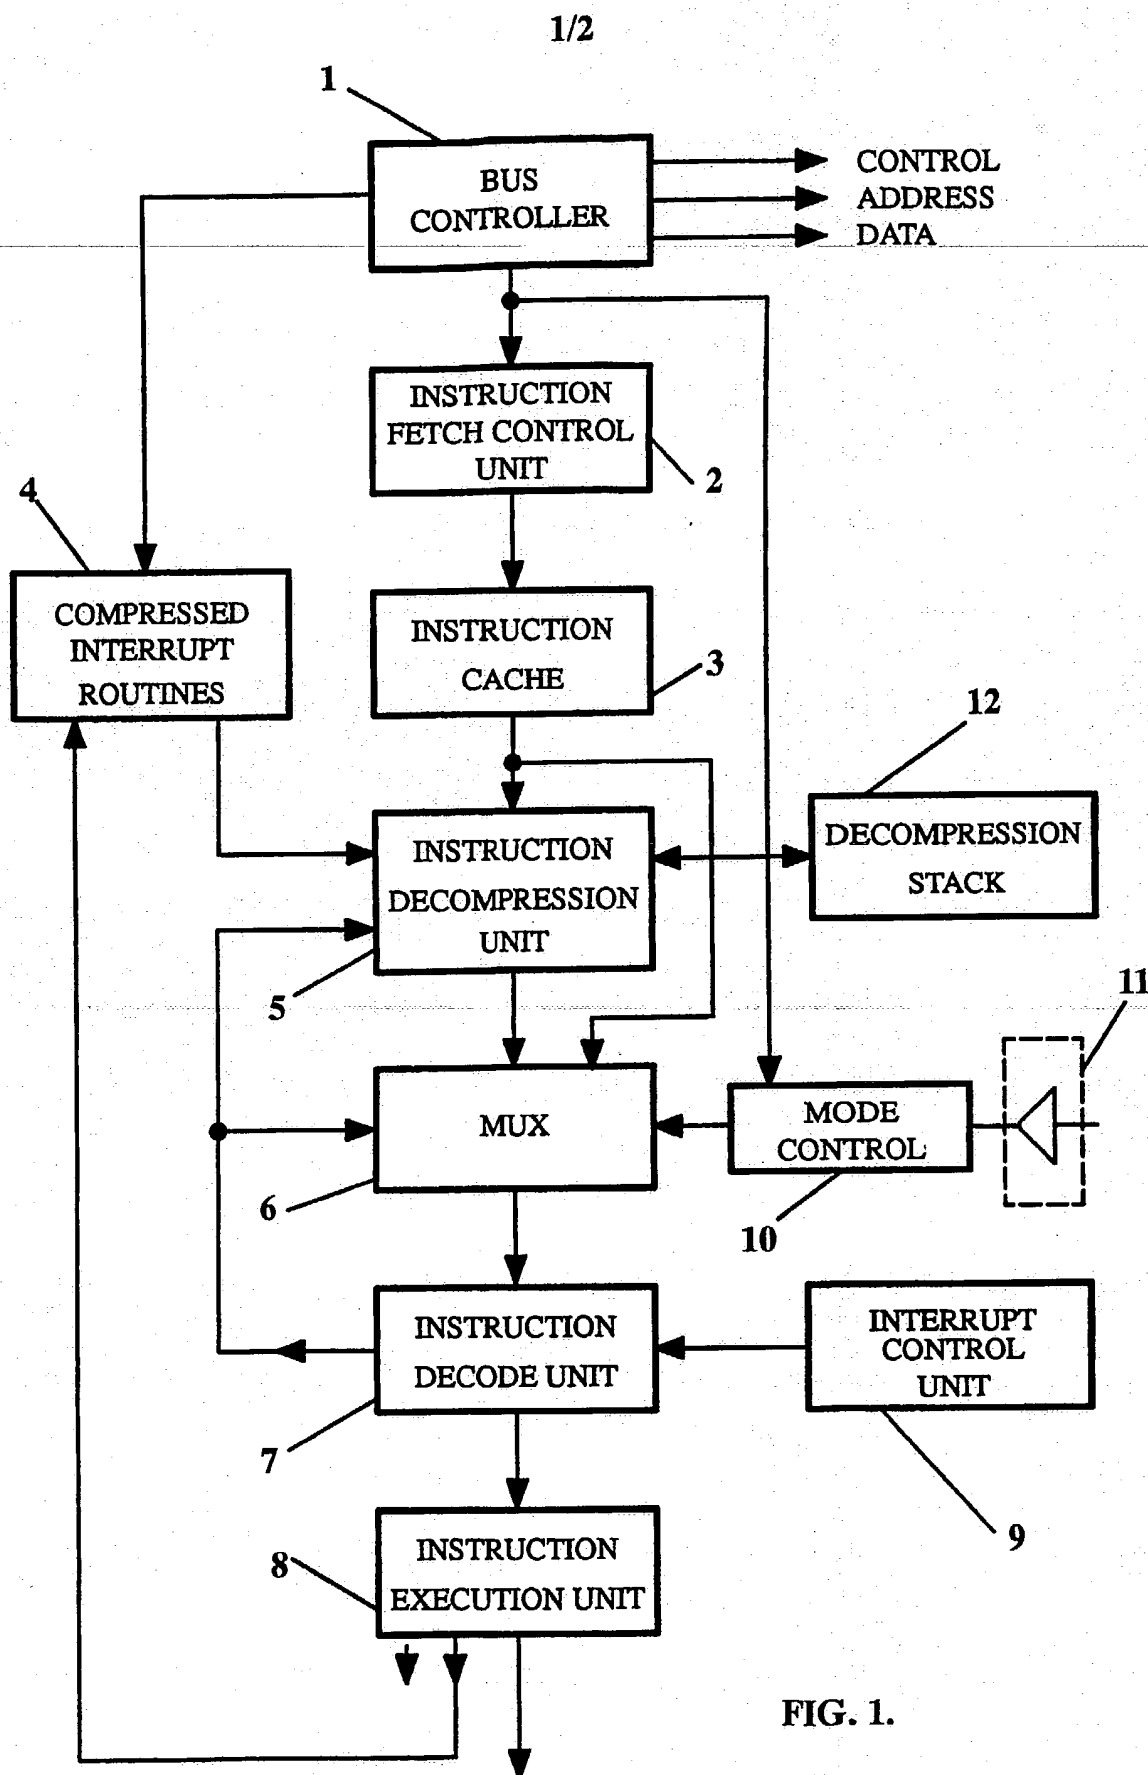 1/2
1
BUS
CONTROLLER
CONTROL
ADDRESS
DATA
INSTRUCTION
FETCH CONTROL
UNIT
2
4
COMPRESSED
INTERRUPT
ROUTINES
INSTRUCTION
CACHE
3
12
DECOMPRESSION
STACK
INSTRUCTION
DECOMPRESSION
UNIT
5
11
MUX
6
MODE
CONTROL
10
INSTRUCTION
DECODE UNIT
7
INTERRUPT
CONTROL
UNIT
9
INSTRUCTION
EXECUTION UNIT
8
FIG. 1.